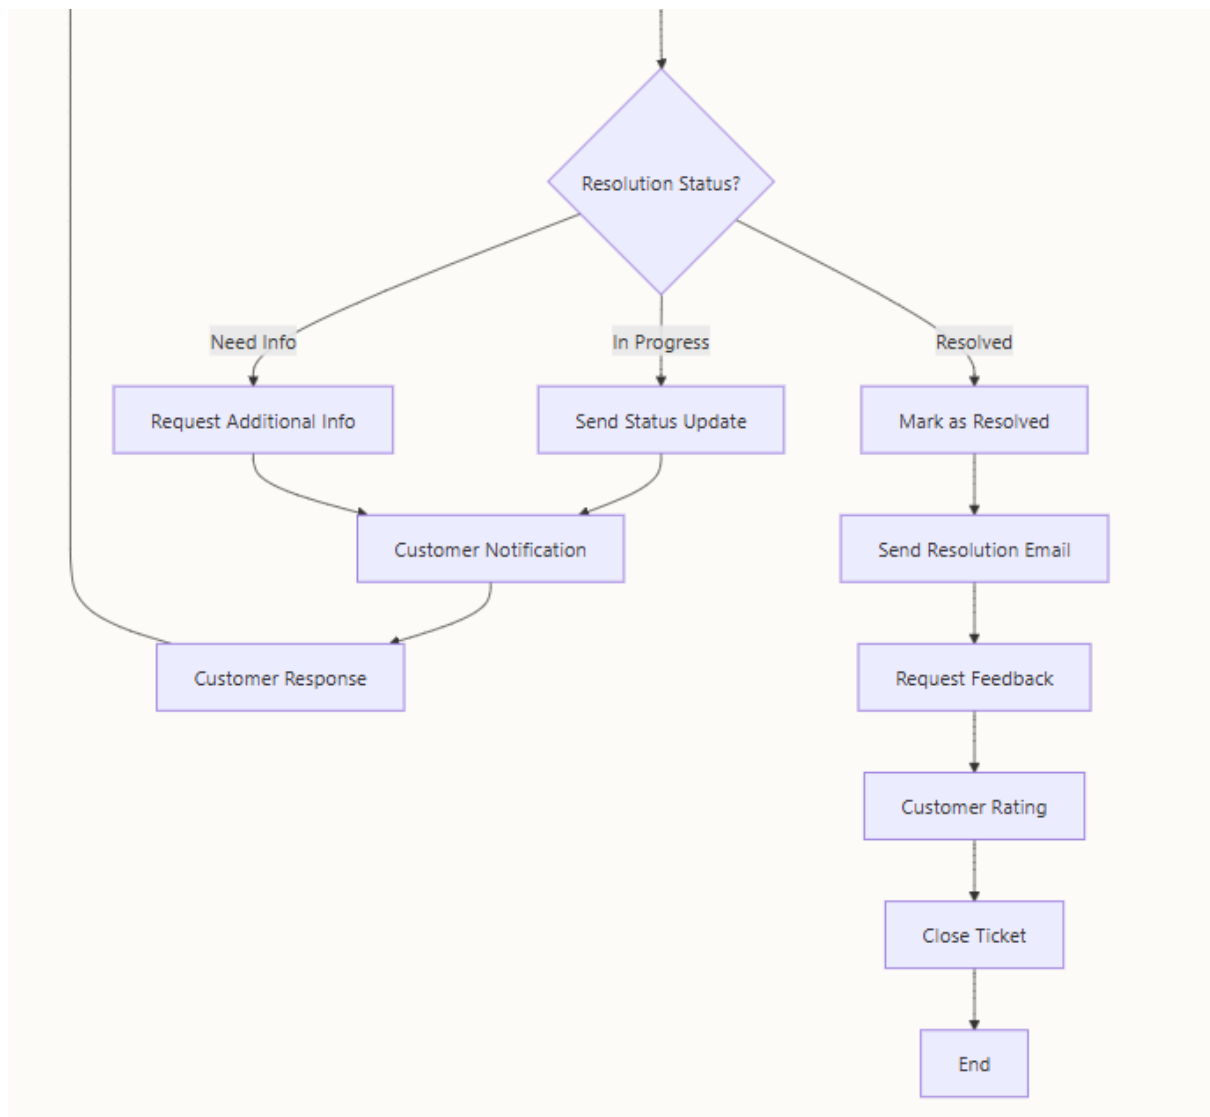 Resolution Status?
Need Info
In Progress
Resolved
Request Additional Info
Send Status Update
Mark as Resolved
Customer Notification
Send Resolution Email
Customer Response
Request Feedback
Customer Rating
Close Ticket
End